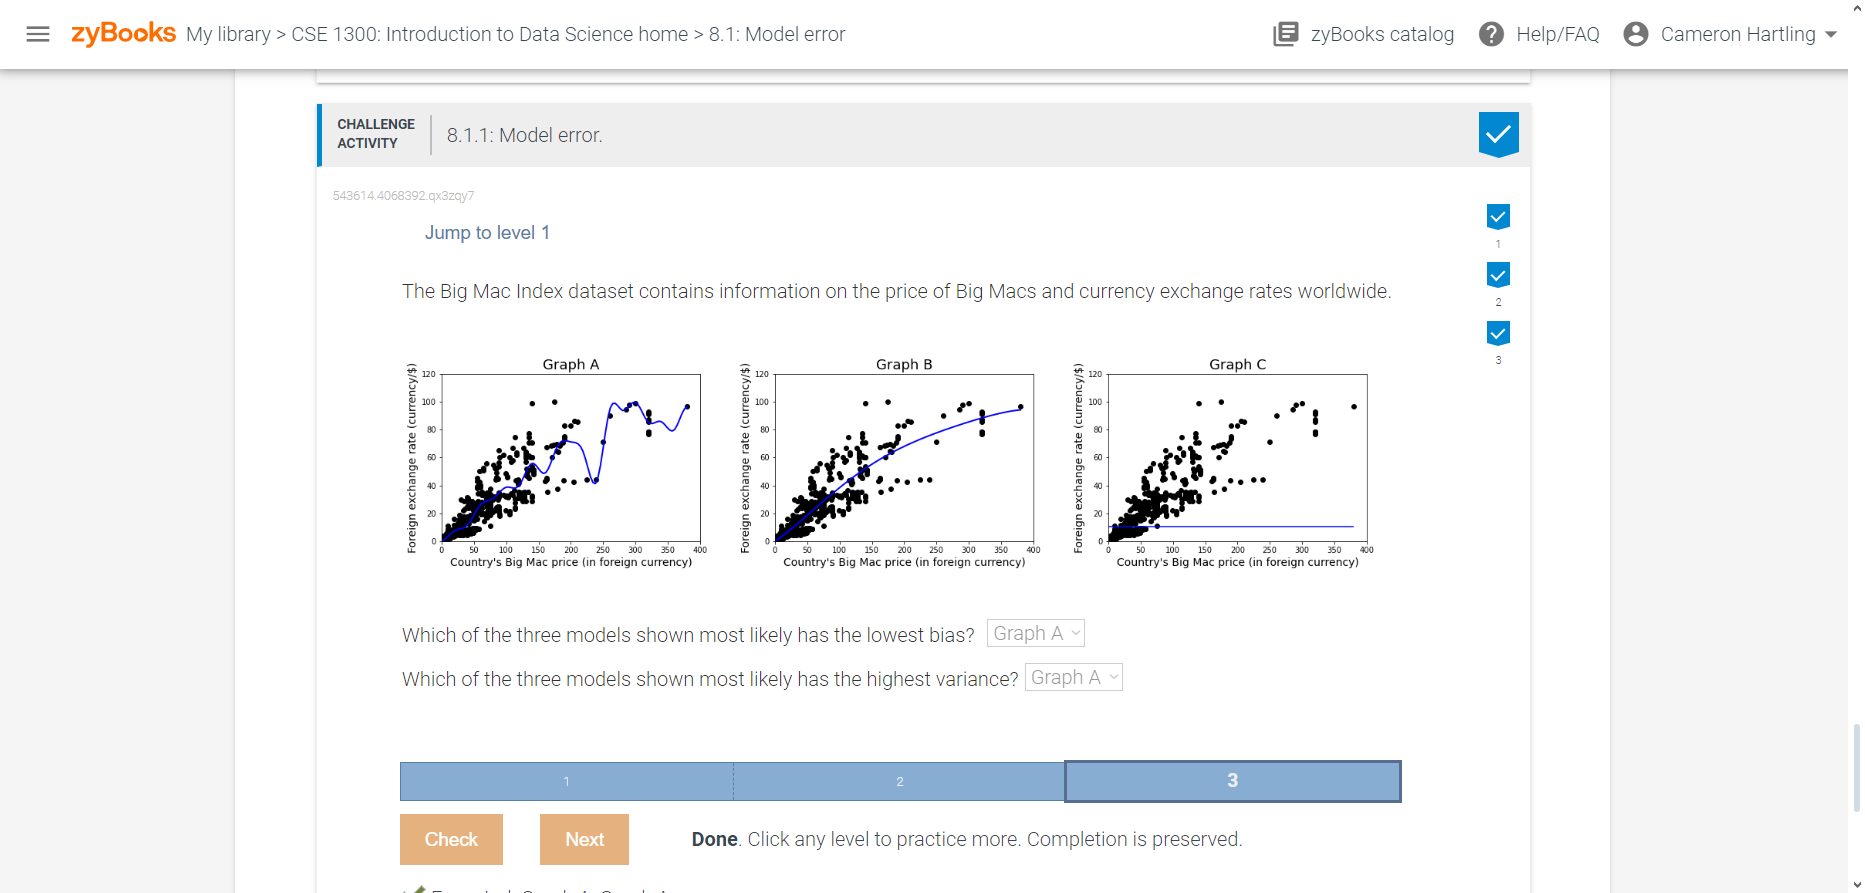 zyBooks My library > CSE 1300: Introduction to Data Science home > 8.1: Model error
zyBooks catalog
Help/FAQ
Cameron Hartling
CHALLENGE
ACTIVITY
8.1.1: Model error.
543614.4068392.qx3zqy7
Jump to level 1
1
2
3
The Big Mac Index dataset contains information on the price of Big Macs and currency exchange rates worldwide.
Graph A
Foreign exchange rate (currency/$)
120
100
80
60
40
20
0
0 50 100 150 200 250 300 350 400
Country's Big Mac price (in foreign currency)
Graph B
Foreign exchange rate (currency/$)
120
100
80
60
40
20
0
0 50 100 150 200 250 300 350 400
Country's Big Mac price (in foreign currency)
Graph C
Foreign exchange rate (currency/$)
120
100
80
60
40
20
0
0 50 100 150 200 250 300 350 400
Country's Big Mac price (in foreign currency)
Which of the three models shown most likely has the lowest bias? Graph A
Which of the three models shown most likely has the highest variance? Graph A
1 2 3
Check Next Done. Click any level to practice more. Completion is preserved.